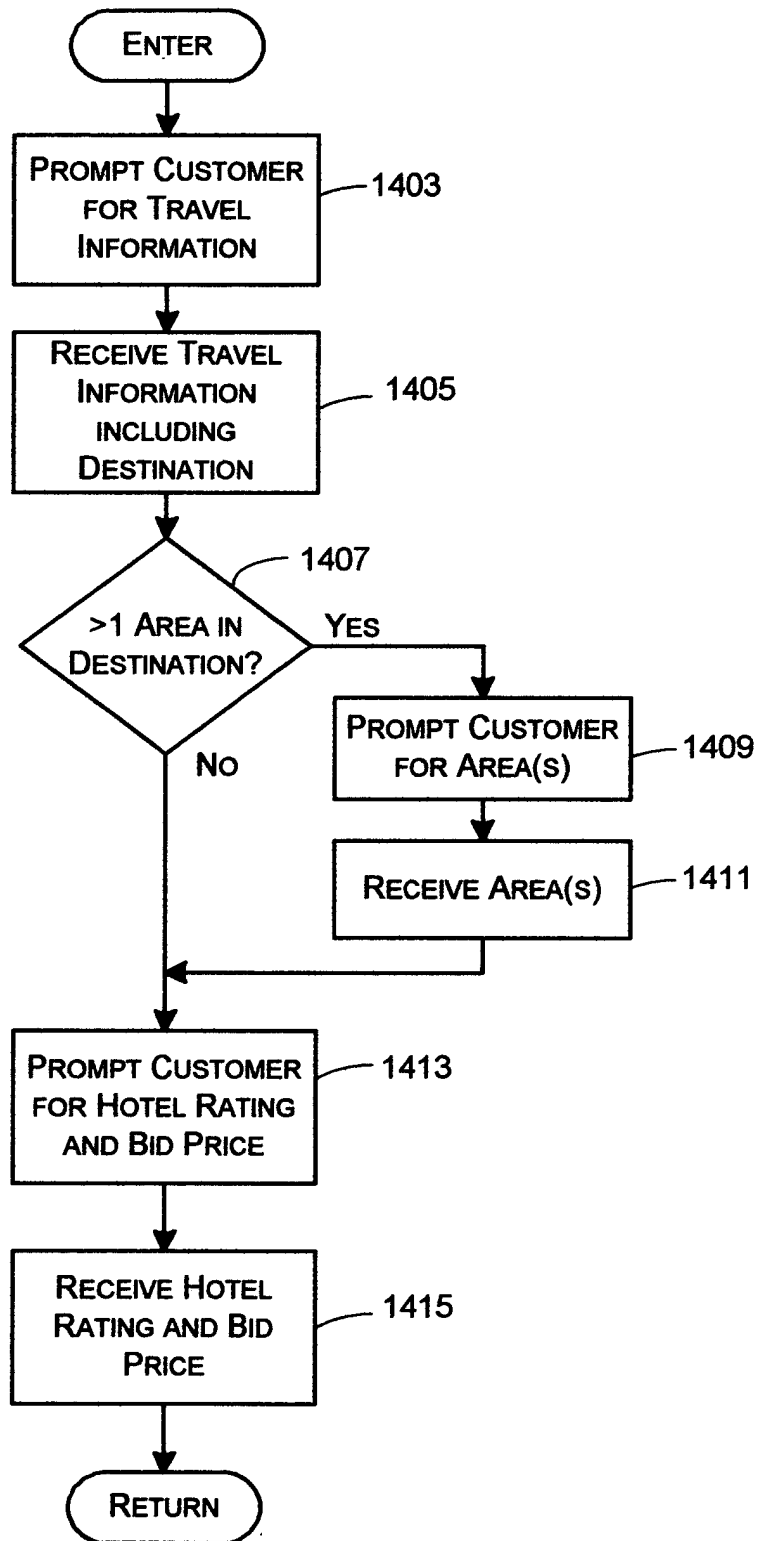 ENTER
PROMPT CUSTOMER
FOR TRAVEL
INFORMATION
1403
RECEIVE TRAVEL
INFORMATION
INCLUDING
DESTINATION
1405
1407
>1 AREA IN
DESTINATION?
YES
NO
PROMPT CUSTOMER
FOR AREA(S)
1409
RECEIVE AREA(S)
1411
PROMPT CUSTOMER
FOR HOTEL RATING
AND BID PRICE
1413
RECEIVE HOTEL
RATING AND BID
PRICE
1415
RETURN